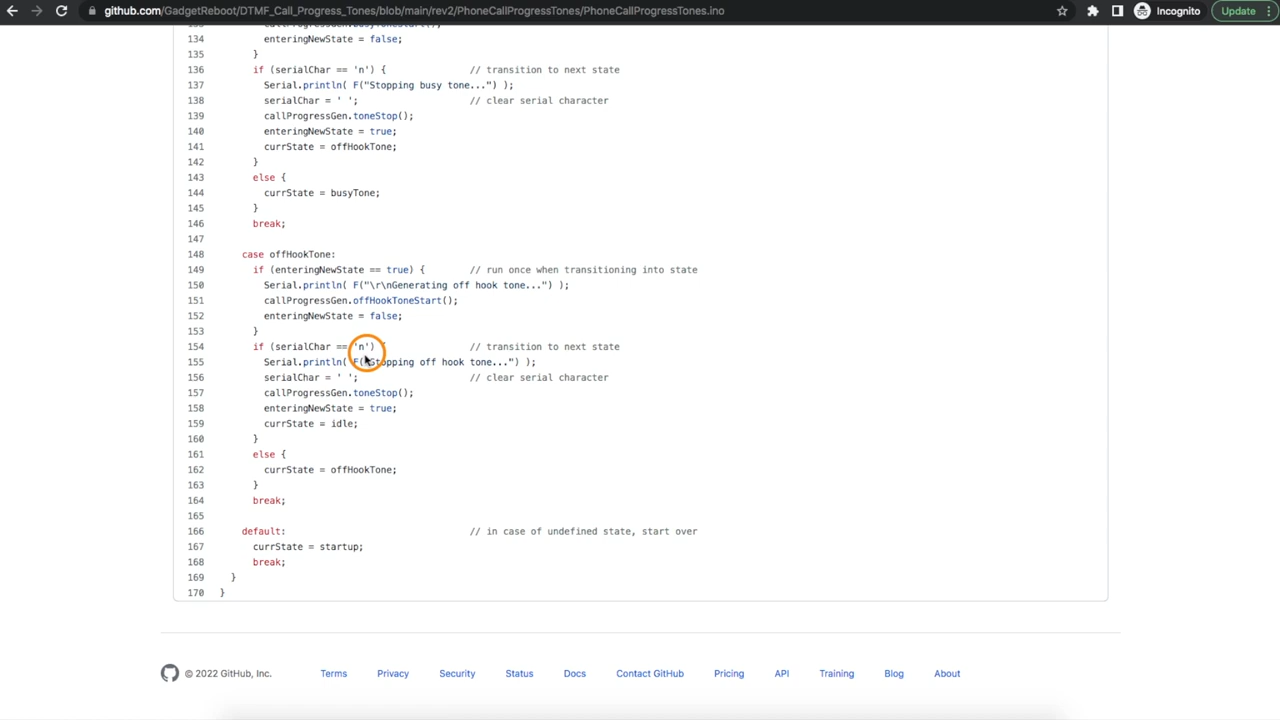 github.com/GadgetReboot/DTMF_Call_Progress_Tones/blob/main/rev2/PhoneCallProgressTones/PhoneCallProgressTones.ino
Incognito
Update
134 enteringNewState = false;
135 }
136 if (serialChar == 'n') { // transition to next state
137 Serial.println( F("Stopping busy tone...") );
138 serialChar = ' '; // clear serial character
139 callProgressGen.toneStop();
140 enteringNewState = true;
141 currState = offHookTone;
142 }
143 else {
144 currState = busyTone;
145 }
146 break;
147
148 case offHookTone:
149 if (enteringNewState == true) { // run once when transitioning into state
150 Serial.println( F("\r\nGenerating off hook tone...") );
151 callProgressGen.offHookToneStart();
152 enteringNewState = false;
153 }
154 if (serialChar == 'n') { // transition to next state
155 Serial.println( F("Stopping off hook tone...") );
156 serialChar = ' '; // clear serial character
157 callProgressGen.toneStop();
158 enteringNewState = true;
159 currState = idle;
160 }
161 else {
162 currState = offHookTone;
163 }
164 break;
165
166 default: // in case of undefined state, start over
167 currState = startup;
168 break;
169 }
170 }
© 2022 GitHub, Inc. Terms Privacy Security Status Docs Contact GitHub Pricing API Training Blog About